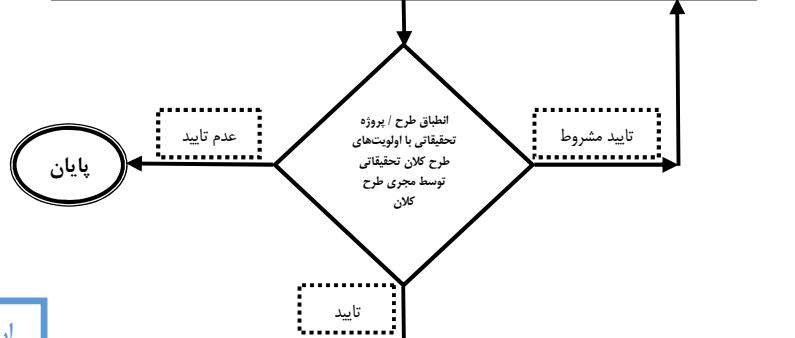 انطباق طرح / پروژه
تحقیقاتی با اولویت‌های
طرح کلان تحقیقاتی
توسط مجری طرح
کلان
تایید مشروط
عدم تایید
پایان
تایید